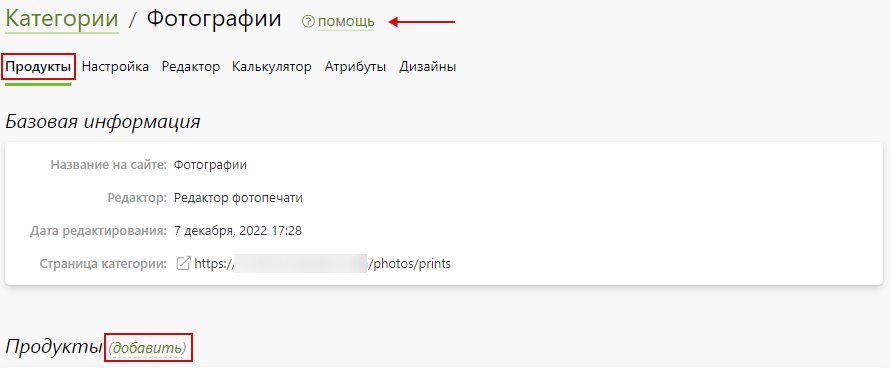 Категории / Фотографии ? помощь
Продукты Настройка Редактор Калькулятор Атрибуты Дизайны
Базовая информация
Название на сайте: Фотографии
Редактор: Редактор фотопечати
Дата редактирования: 7 декабря, 2022 17:28
Страница категории: https:// /photos/prints
Продукты (добавить)